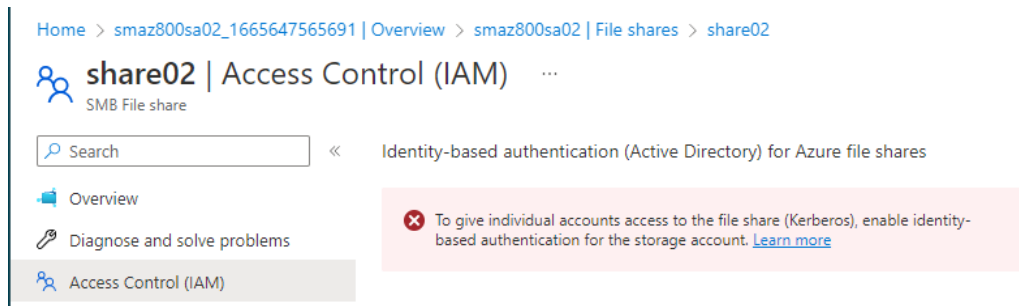 Home > smaz800sa02_1665647565691 | Overview > smaz800sa02 | File shares > share02
share02 | Access Control (IAM) ...
SMB File share
Search
«
Identity-based authentication (Active Directory) for Azure file shares
Overview
Diagnose and solve problems
Access Control (IAM)
To give individual accounts access to the file share (Kerberos), enable identity-
based authentication for the storage account. Learn more